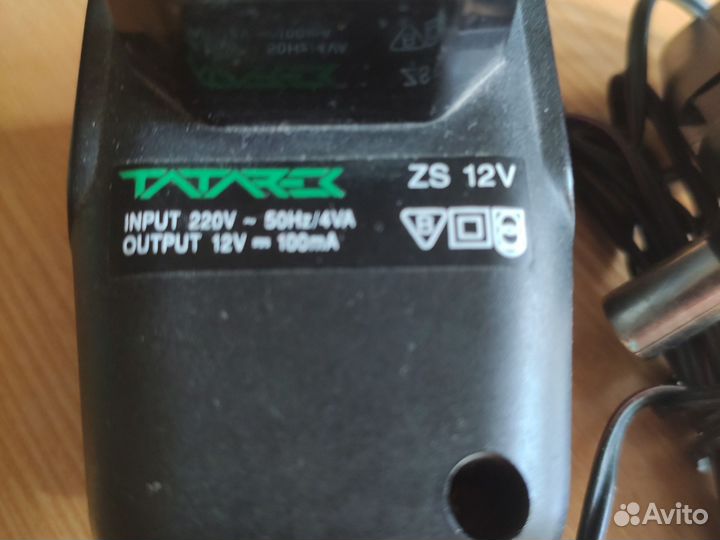 TATAREK ZS 12V
INPUT 220V ~ 50Hz/4VA
OUTPUT 12V ⎓ 100mA
B
Avito